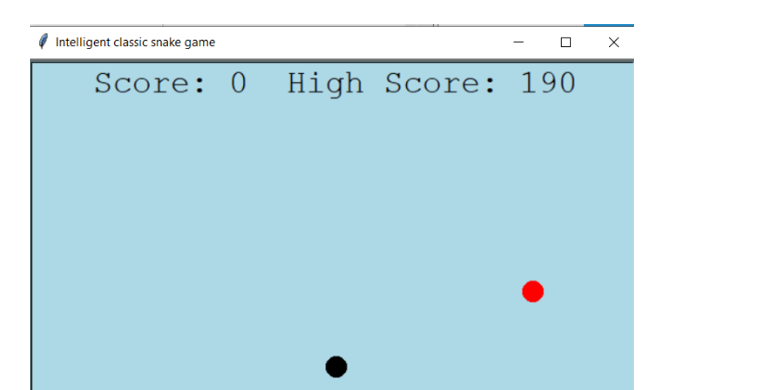 Intelligent classic snake game
Score: 0  High Score: 190